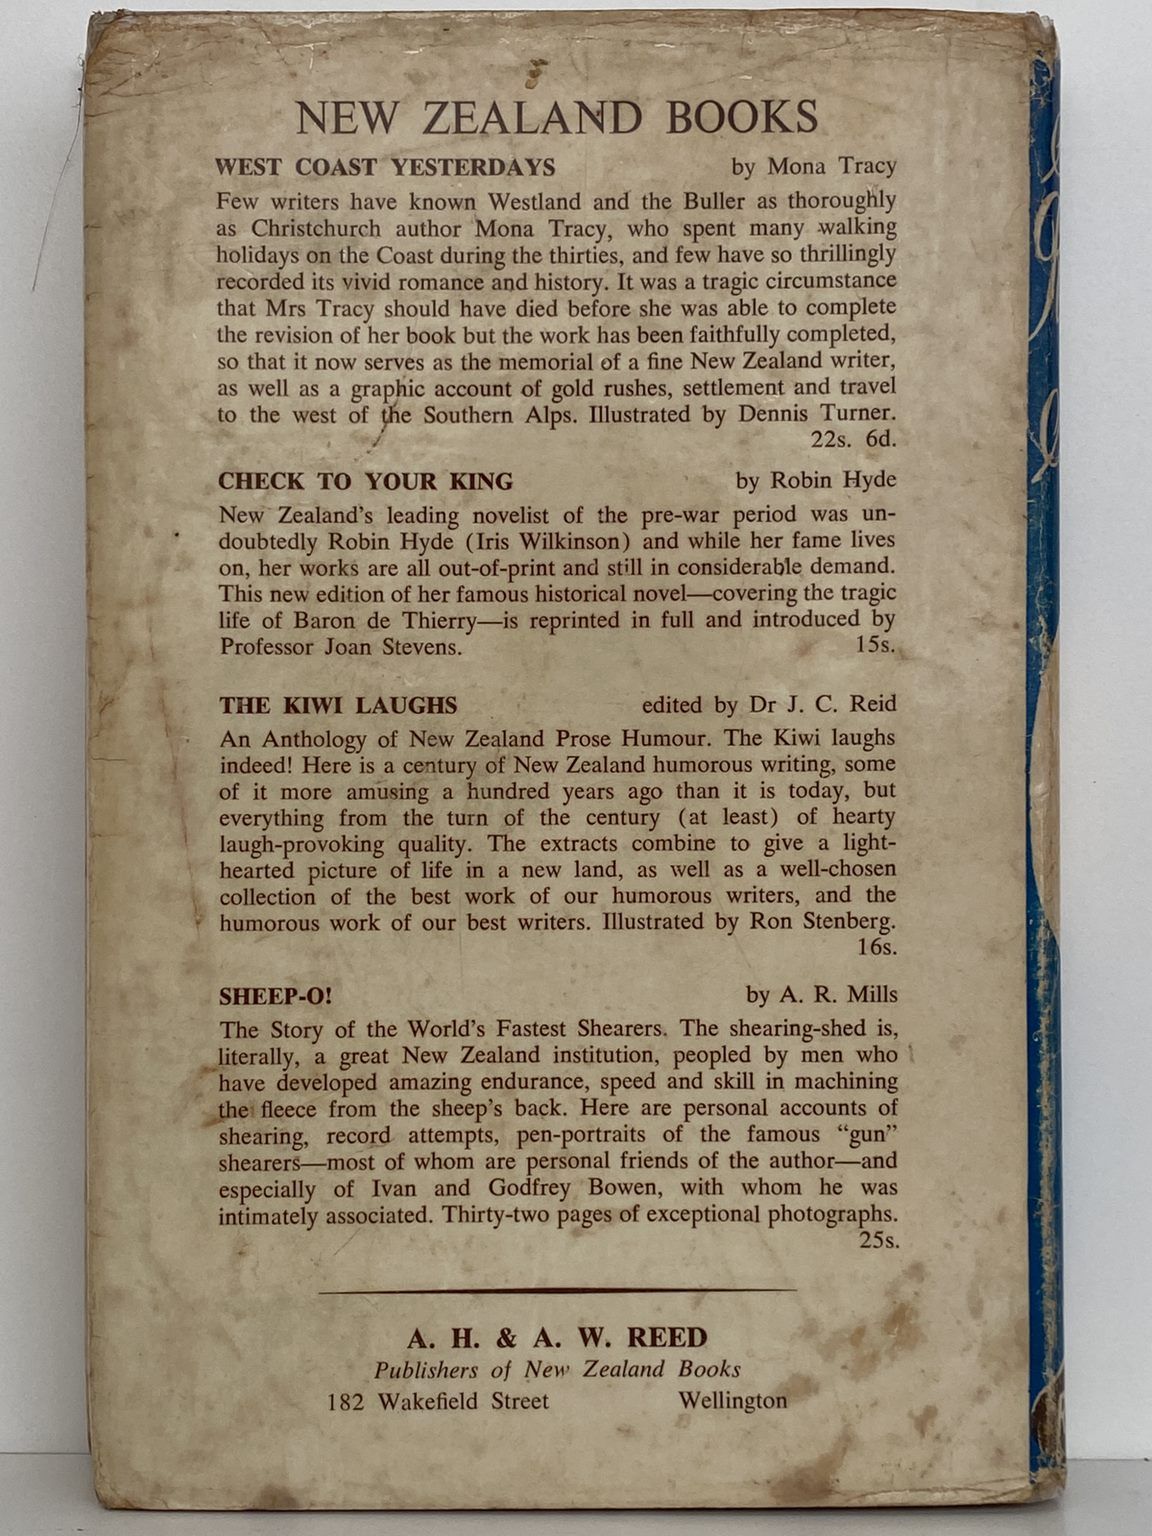 NEW ZEALAND BOOKS
WEST COAST YESTERDAYS by Mona Tracy
Few writers have known Westland and the Buller as thoroughly
as Christchurch author Mona Tracy, who spent many walking
holidays on the Coast during the thirties, and few have so thrillingly
recorded its vivid romance and history. It was a tragic circumstance
that Mrs Tracy should have died before she was able to complete
the revision of her book but the work has been faithfully completed,
so that it now serves as the memorial of a fine New Zealand writer,
as well as a graphic account of gold rushes, settlement and travel
to the west of the Southern Alps. Illustrated by Dennis Turner.
22s. 6d.
CHECK TO YOUR KING by Robin Hyde
New Zealand's leading novelist of the pre-war period was un-
doubtedly Robin Hyde (Iris Wilkinson) and while her fame lives
on, her works are all out-of-print and still in considerable demand.
This new edition of her famous historical novel—covering the tragic
life of Baron de Thierry—is reprinted in full and introduced by
Professor Joan Stevens. 15s.
THE KIWI LAUGHS edited by Dr J. C. Reid
An Anthology of New Zealand Prose Humour. The Kiwi laughs
indeed! Here is a century of New Zealand humorous writing, some
of it more amusing a hundred years ago than it is today, but
everything from the turn of the century (at least) of hearty
laugh-provoking quality. The extracts combine to give a light-
hearted picture of life in a new land, as well as a well-chosen
collection of the best work of our humorous writers, and the
humorous work of our best writers. Illustrated by Ron Stenberg.
16s.
SHEEP-O! by A. R. Mills
The Story of the World's Fastest Shearers. The shearing-shed is,
literally, a great New Zealand institution, peopled by men who
have developed amazing endurance, speed and skill in machining
the fleece from the sheep's back. Here are personal accounts of
shearing, record attempts, pen-portraits of the famous “gun”
shearers—most of whom are personal friends of the author—and
especially of Ivan and Godfrey Bowen, with whom he was
intimately associated. Thirty-two pages of exceptional photographs.
25s.
A. H. & A. W. REED
Publishers of New Zealand Books
182 Wakefield Street Wellington